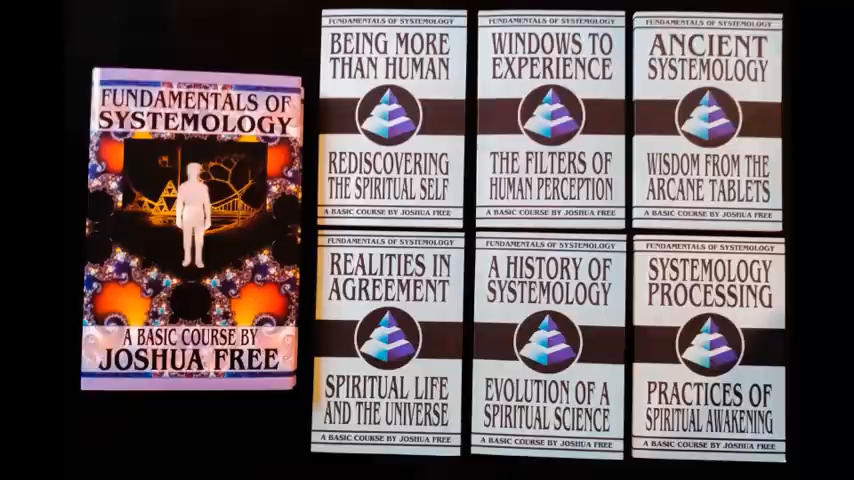 FUNDAMENTALS OF
SYSTEMOLOGY
A BASIC COURSE BY
JOSHUA FREE
FUNDAMENTALS OF SYSTEMOLOGY
BEING MORE
THAN HUMAN
REDISCOVERING
THE SPIRITUAL SELF
A BASIC COURSE BY JOSHUA FREE
FUNDAMENTALS OF SYSTEMOLOGY
WINDOWS TO
EXPERIENCE
THE FILTERS OF
HUMAN PERCEPTION
A BASIC COURSE BY JOSHUA FREE
FUNDAMENTALS OF SYSTEMOLOGY
ANCIENT
SYSTEMOLOGY
WISDOM FROM THE
ARCANE TABLETS
A BASIC COURSE BY JOSHUA FREE
FUNDAMENTALS OF SYSTEMOLOGY
REALITIES IN
AGREEMENT
SPIRITUAL LIFE
AND THE UNIVERSE
A BASIC COURSE BY JOSHUA FREE
FUNDAMENTALS OF SYSTEMOLOGY
A HISTORY OF
SYSTEMOLOGY
EVOLUTION OF A
SPIRITUAL SCIENCE
A BASIC COURSE BY JOSHUA FREE
FUNDAMENTALS OF SYSTEMOLOGY
SYSTEMOLOGY
PROCESSING
PRACTICES OF
SPIRITUAL AWAKENING
A BASIC COURSE BY JOSHUA FREE